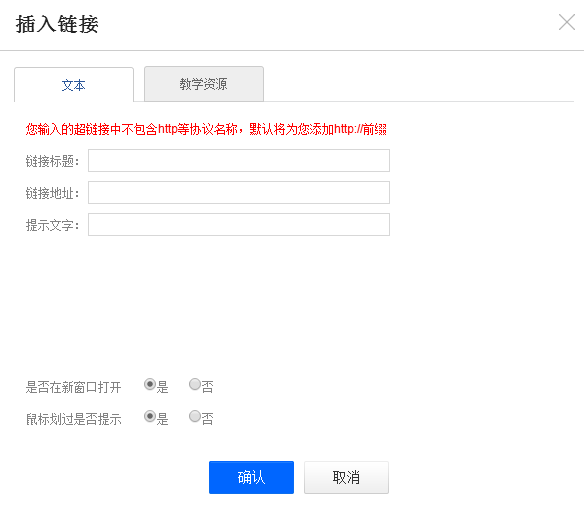 插入链接
文本 教学资源
您输入的超链接中不包含http等协议名称，默认将为您添加http://前缀
链接标题：
链接地址：
提示文字：
是否在新窗口打开 是 否
鼠标划过是否提示 是 否
确认 取消